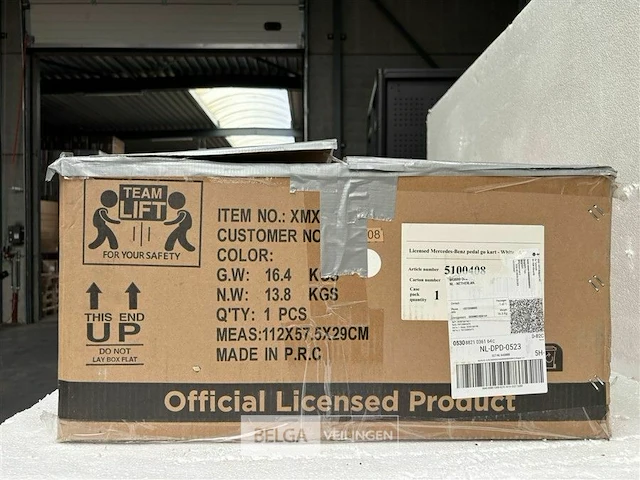 TEAM
LIFT
FOR YOUR SAFETY
THIS END
UP
DO NOT
LAY BOX FLAT
ITEM NO.: XMX
CUSTOMER NO
08
COLOR:
G.W: 16.4 KGS
N.W: 13.8 KGS
Q'TY: 1 PCS
MEAS:112X57.5X29CM
MADE IN P.R.C
Licensed Mercedes-Benz pedal go kart - White
Article number 5100408
Case
pack
quantity 1
NL-DPD-0523
Official Licensed Product
BELGA VEILINGEN